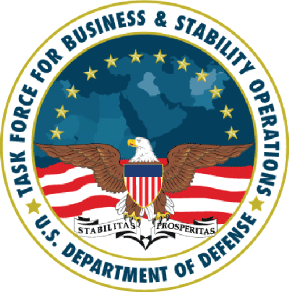 TASK FORCE FOR BUSINESS & STABILITY OPERATIONS
U.S. DEPARTMENT OF DEFENSE
STABILITAS PROSPERITAS